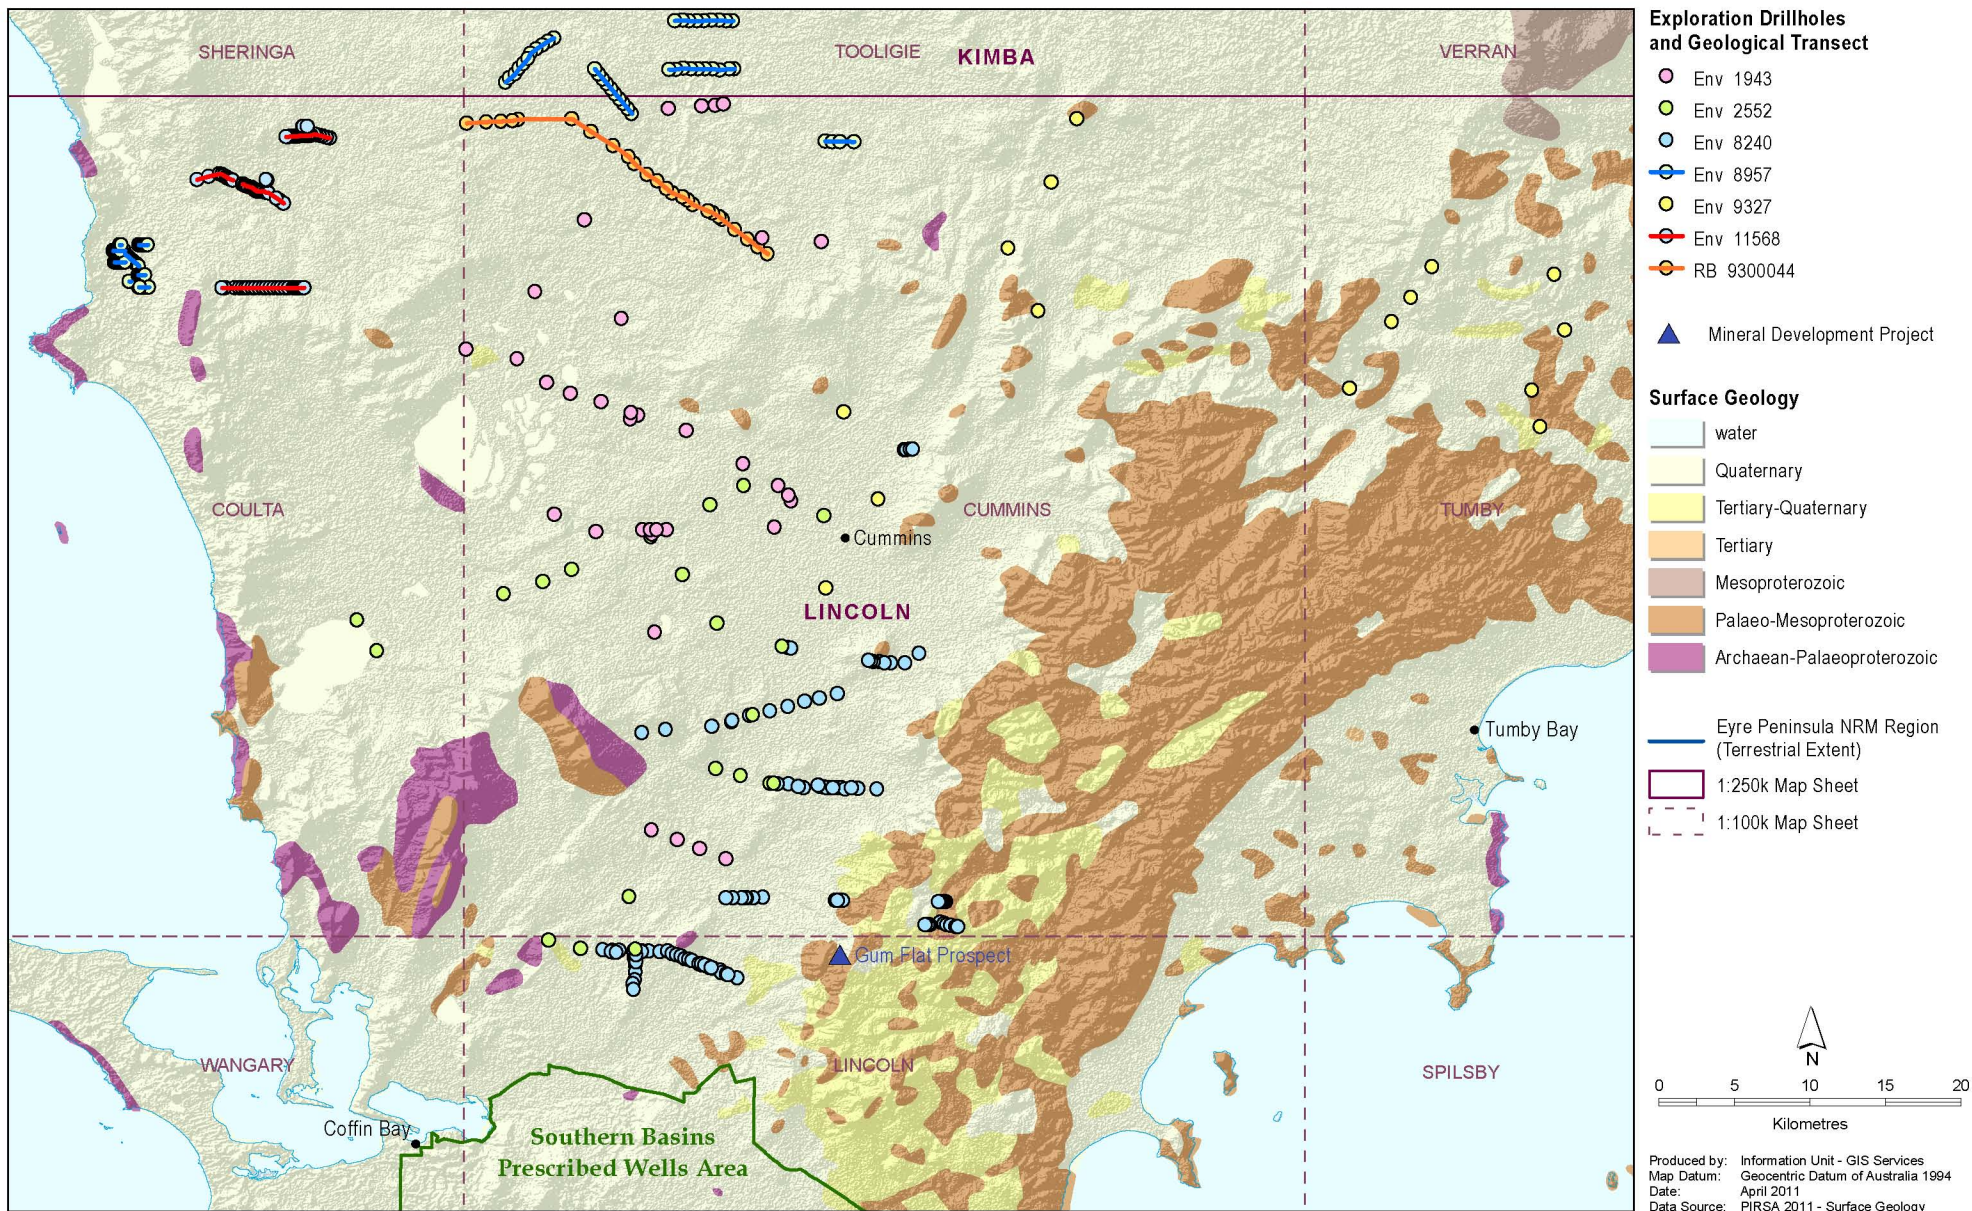 SHERINGA
TOOLIGIE
KIMBA
VERRAN
COULTA
CUMMINS
TUMBY
Cummins
LINCOLN
Tumby Bay
Gum Flat Prospect
WANGARY
LINCOLN
SPILSBY
Coffin Bay
Southern Basins
Prescribed Wells Area
Exploration Drillholes
and Geological Transect
Env 1943
Env 2552
Env 8240
Env 8957
Env 9327
Env 11568
RB 9300044
Mineral Development Project
Surface Geology
water
Quaternary
Tertiary-Quaternary
Tertiary
Mesoproterozoic
Palaeo-Mesoproterozoic
Archaean-Palaeoproterozoic
Eyre Peninsula NRM Region
(Terrestrial Extent)
1:250k Map Sheet
1:100k Map Sheet
N
0 5 10 15 20
Kilometres
Produced by: Information Unit - GIS Services
Map Datum: Geocentric Datum of Australia 1994
Date: April 2011
Data Source: PIRSA 2011 - Surface Geology